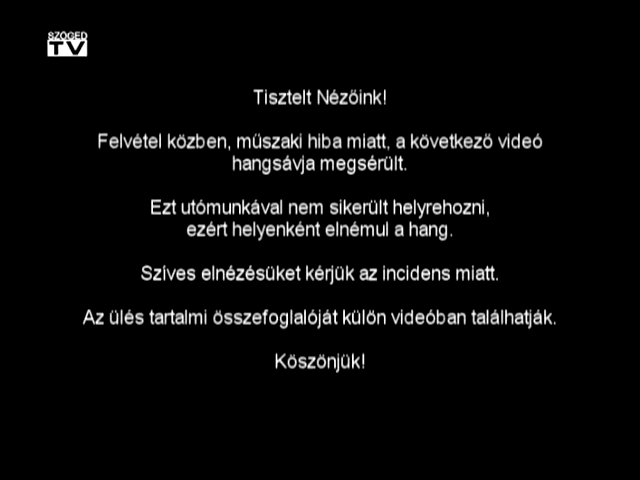 SZÖGED
TV
Tisztelt Nézőink!
Felvétel közben, műszaki hiba miatt, a következő videó
hangsávja megsérült.
Ezt utómunkával nem sikerült helyrehozni,
ezért helyenként elnémul a hang.
Szíves elnézésüket kérjük az incidens miatt.
Az ülés tartalmi összefoglalóját külön videóban találhatják.
Köszönjük!